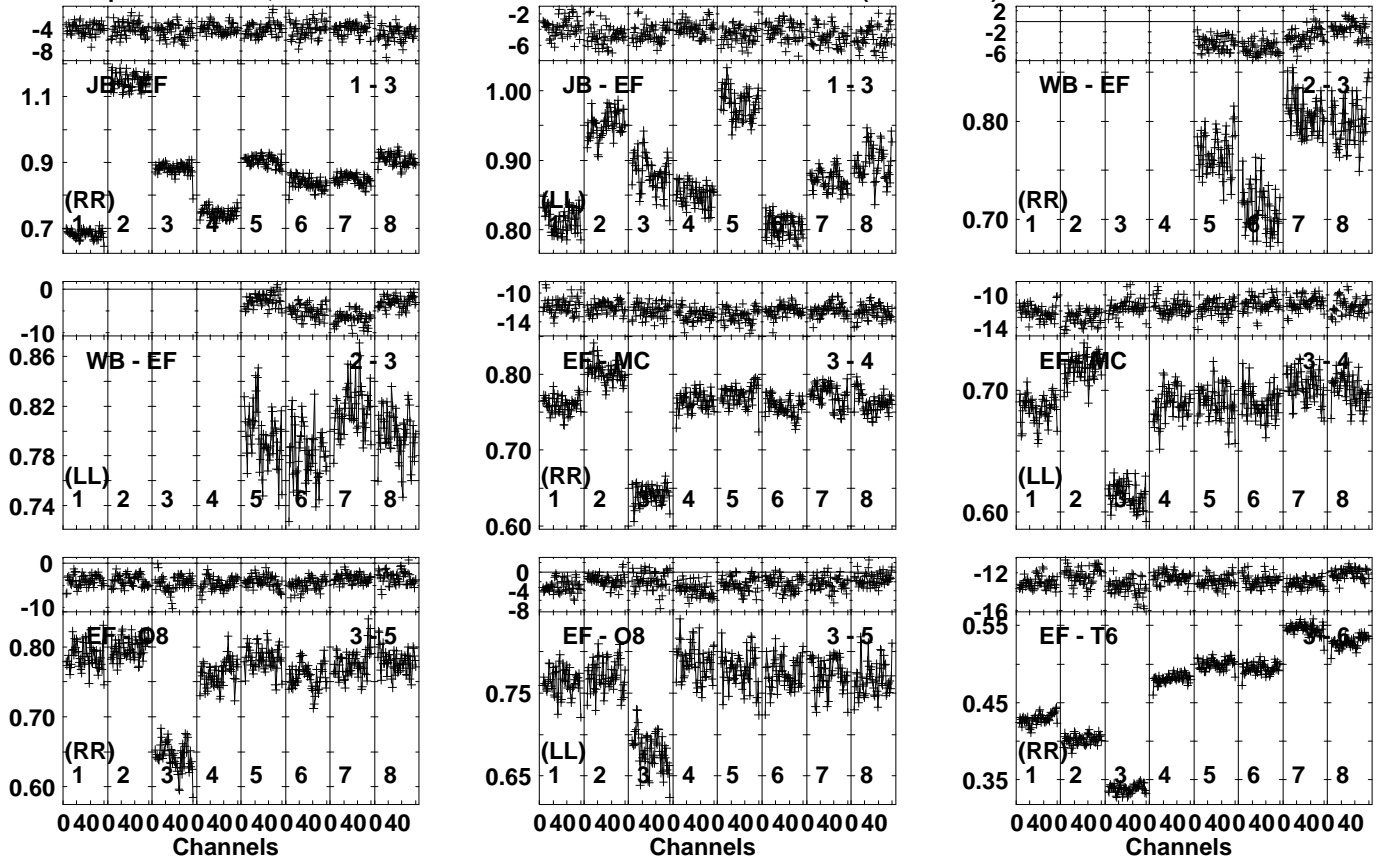 -4
-8
JB - EF 1 - 3
1.1
0.9
0.7
(RR)
1 2 3 4 5 6 7 8
-2
-6
JB - EF 1 - 3
1.00
0.90
0.80
(LL)
1 2 3 4 5 6 7 8
2
-2
-6
WB - EF 2 - 3
0.80
0.70
(RR)
1 2 3 4 5 6 7 8
0
-10
WB - EF 2 - 3
0.86
0.82
0.78
0.74
(LL)
1 2 3 4 5 6 7 8
-10
-14
EF - MC 3 - 4
0.80
0.70
0.60
(RR)
1 2 3 4 5 6 7 8
-10
-14
EF - MC 3 - 4
0.70
0.60
(LL)
1 2 3 4 5 6 7 8
0
-10
EF - O8 3 - 5
0.80
0.70
0.60
(RR)
1 2 3 4 5 6 7 8
0 40 0 40 0 40 0 40 0 40 0 40 0 40 0 40
Channels
0
-4
-8
EF - O8 3 - 5
0.75
0.65
(LL)
1 2 3 4 5 6 7 8
0 40 0 40 0 40 0 40 0 40 0 40 0 40 0 40
Channels
-12
-16
EF - T6 3 - 6
0.55
0.45
0.35
(RR)
1 2 3 4 5 6 7 8
0 40 0 40 0 40 0 40 0 40 0 40 0 40 0 40
Channels